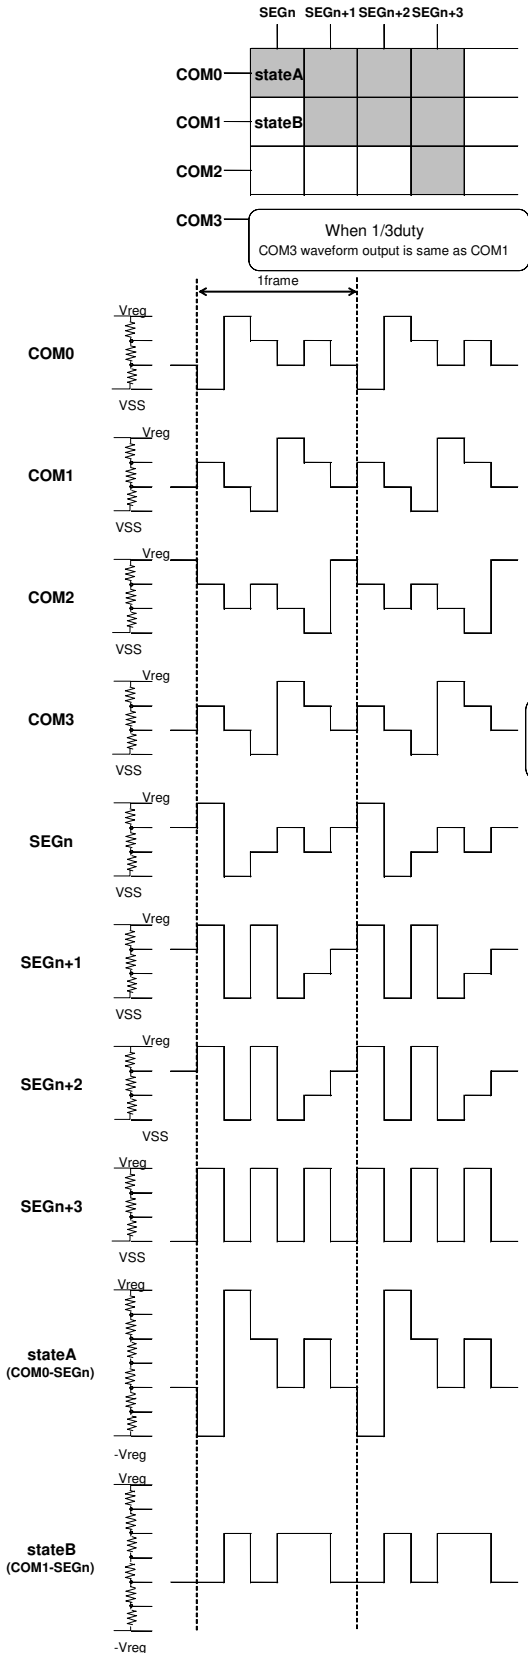 SEGn SEGn+1 SEGn+2 SEGn+3
COM0 stateA
COM1 stateB
COM2
COM3
When 1/3duty
COM3 waveform output is same as COM1
1frame
Vreg
COM0
VSS
Vreg
COM1
VSS
Vreg
COM2
VSS
Vreg
COM3
VSS
Vreg
SEGn
VSS
Vreg
SEGn+1
VSS
Vreg
SEGn+2
VSS
Vreg
SEGn+3
VSS
Vreg
stateA
(COM0-SEGn)
-Vreg
Vreg
stateB
(COM1-SEGn)
-Vreg